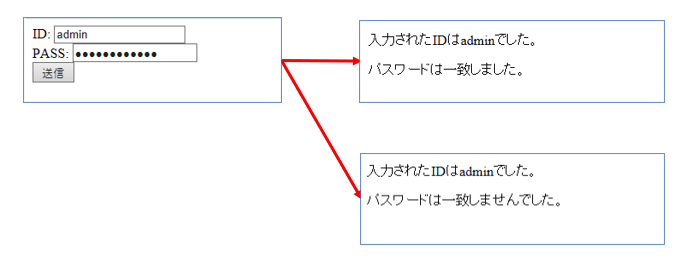 ID: admin
PASS: ●●●●●●●●●●●●
送信
入力されたIDはadminでした。
パスワードは一致しました。
入力されたIDはadminでした。
パスワードは一致しませんでした。